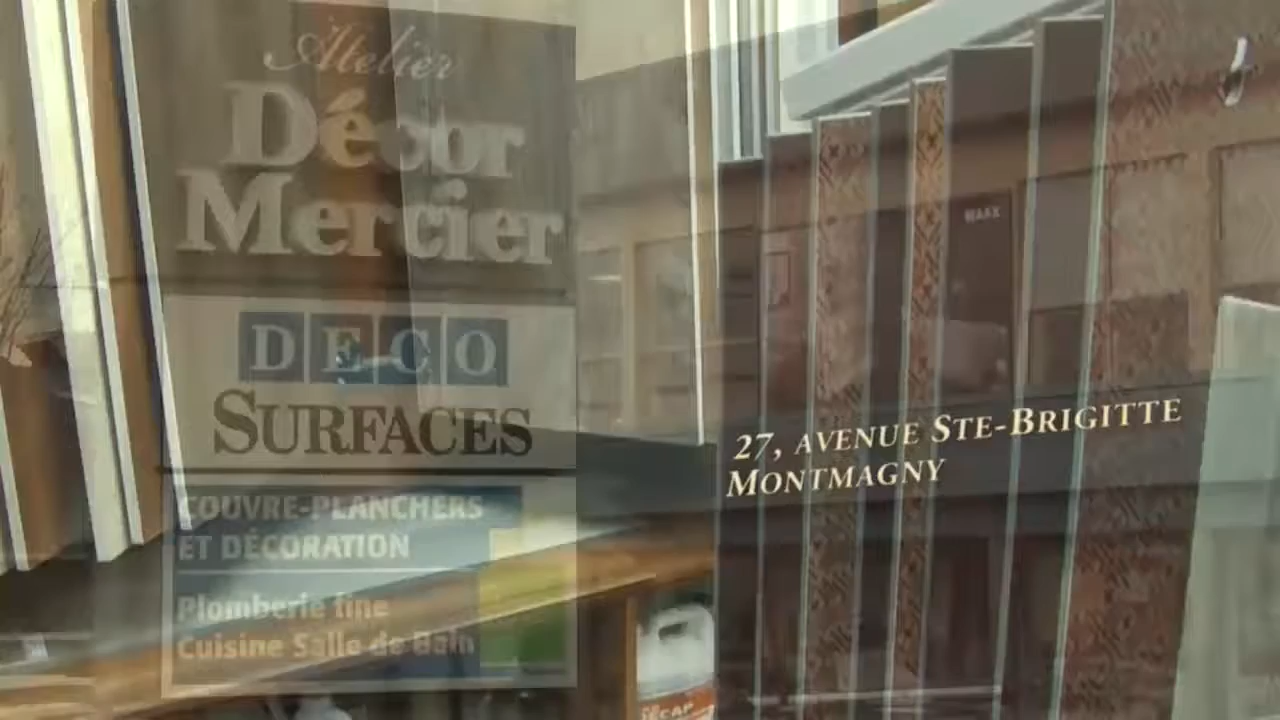 Atelier
Décor
Mercier
DECO
SURFACES
COUVRE-PLANCHERS
ET DÉCORATION
Plomberie fine
Cuisine Salle de Bain
MAAX
27, AVENUE STE-BRIGITTE
MONTMAGNY